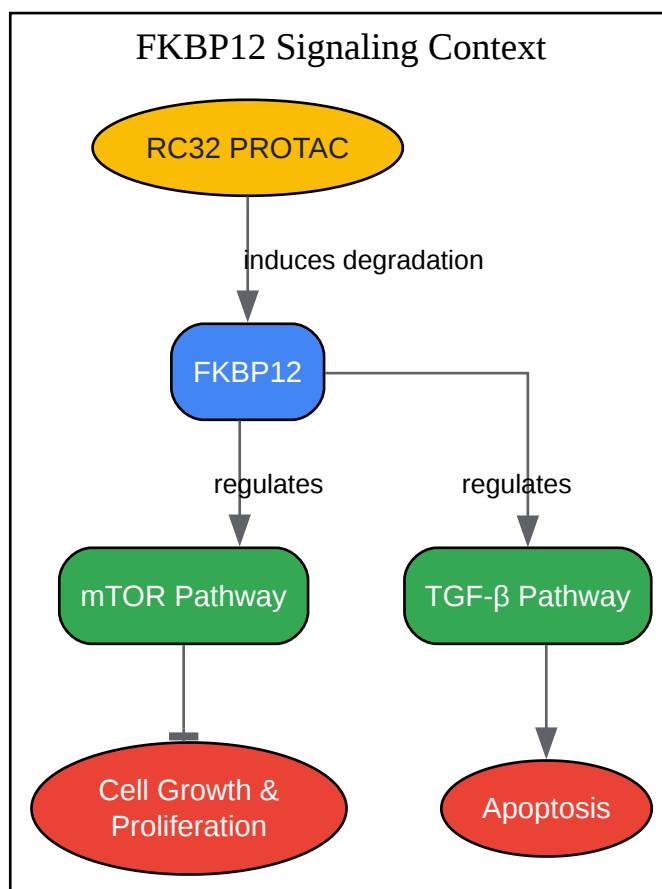 FKBP12 Signaling Context
RC32 PROTAC
induces degradation
FKBP12
regulates
regulates
mTOR Pathway
TGF-β Pathway
Cell Growth &
Proliferation
Apoptosis